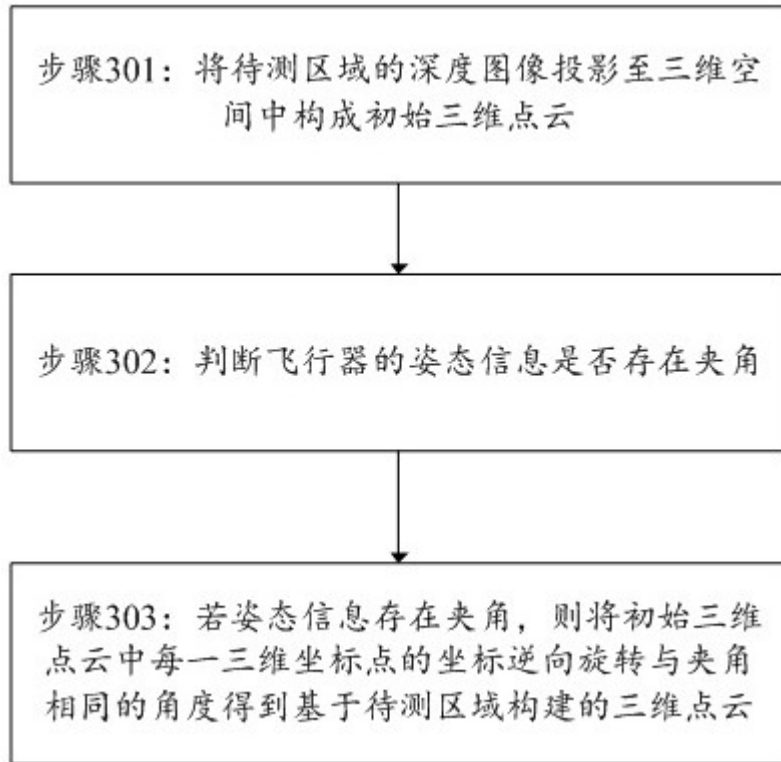 步骤301：将待测区域的深度图像投影至三维空
间中构成初始三维点云
步骤302：判断飞行器的姿态信息是否存在夹角
步骤303：若姿态信息存在夹角，则将初始三维
点云中每一三维坐标点的坐标逆向旋转与夹角
相同的角度得到基于待测区域构建的三维点云